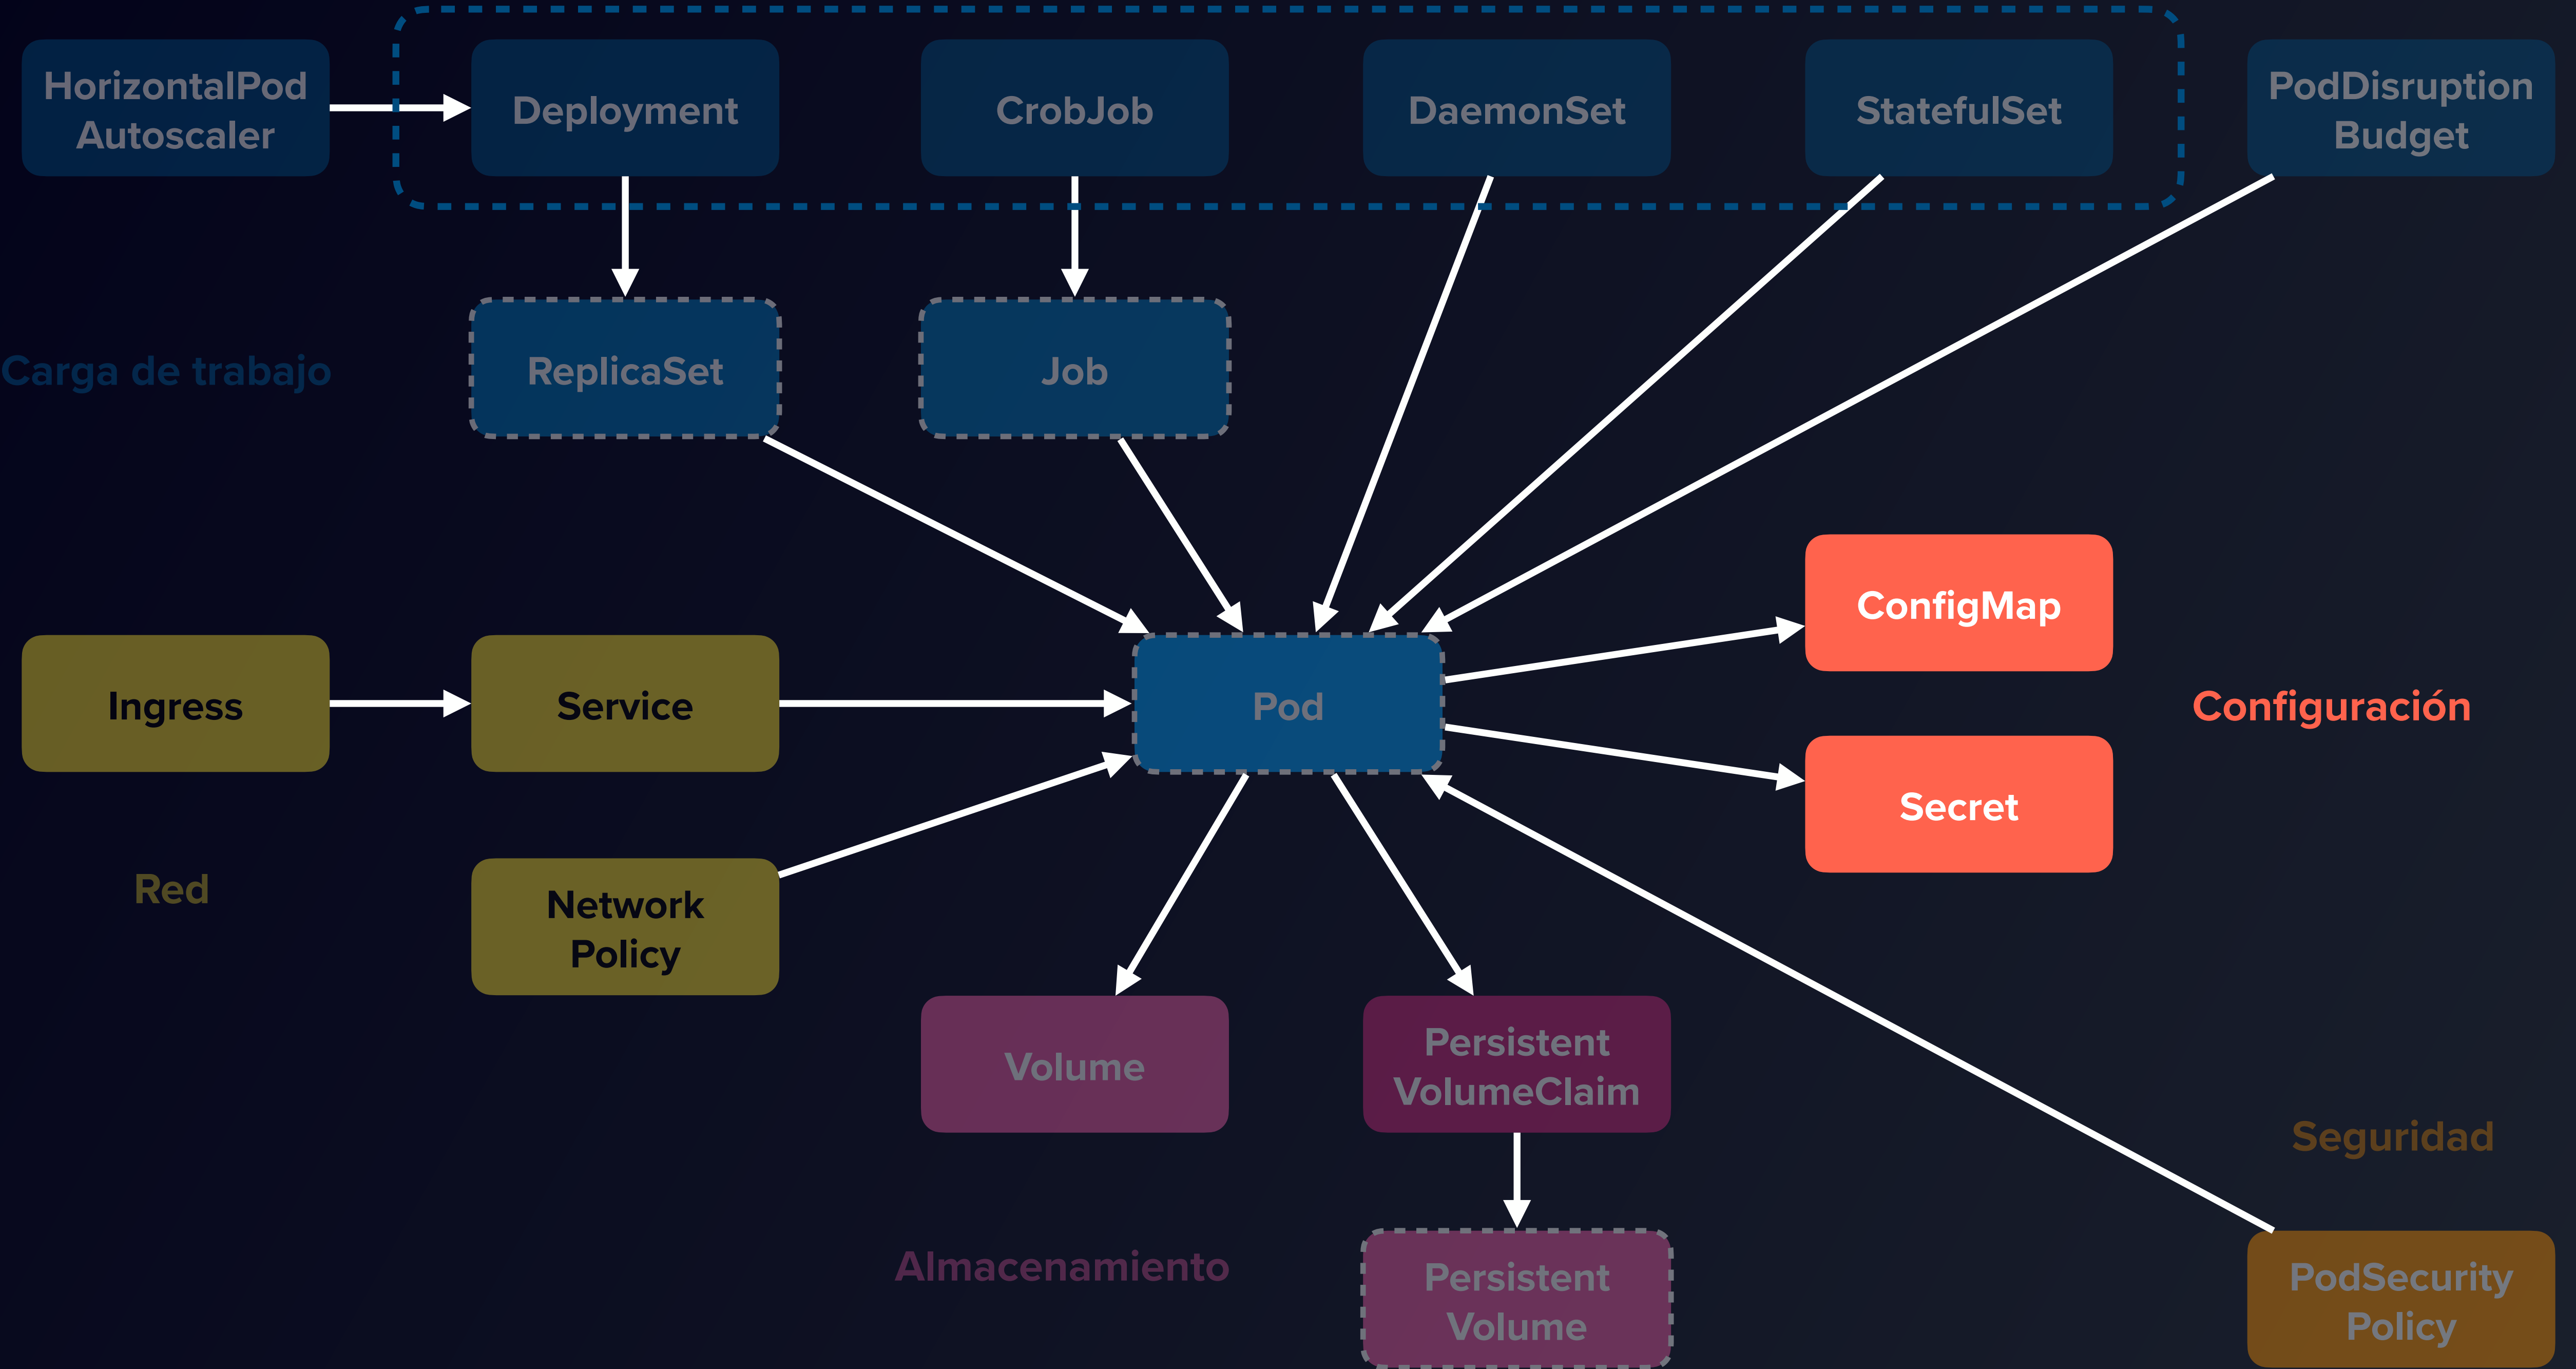 HorizontalPod
Autoscaler
Deployment
CrobJob
DaemonSet
StatefulSet
PodDisruption
Budget
Carga de trabajo
ReplicaSet
Job
ConfigMap
Ingress
Service
Pod
Configuración
Secret
Red
Network
Policy
Volume
Persistent
VolumeClaim
Seguridad
Almacenamiento
Persistent
Volume
PodSecurity
Policy